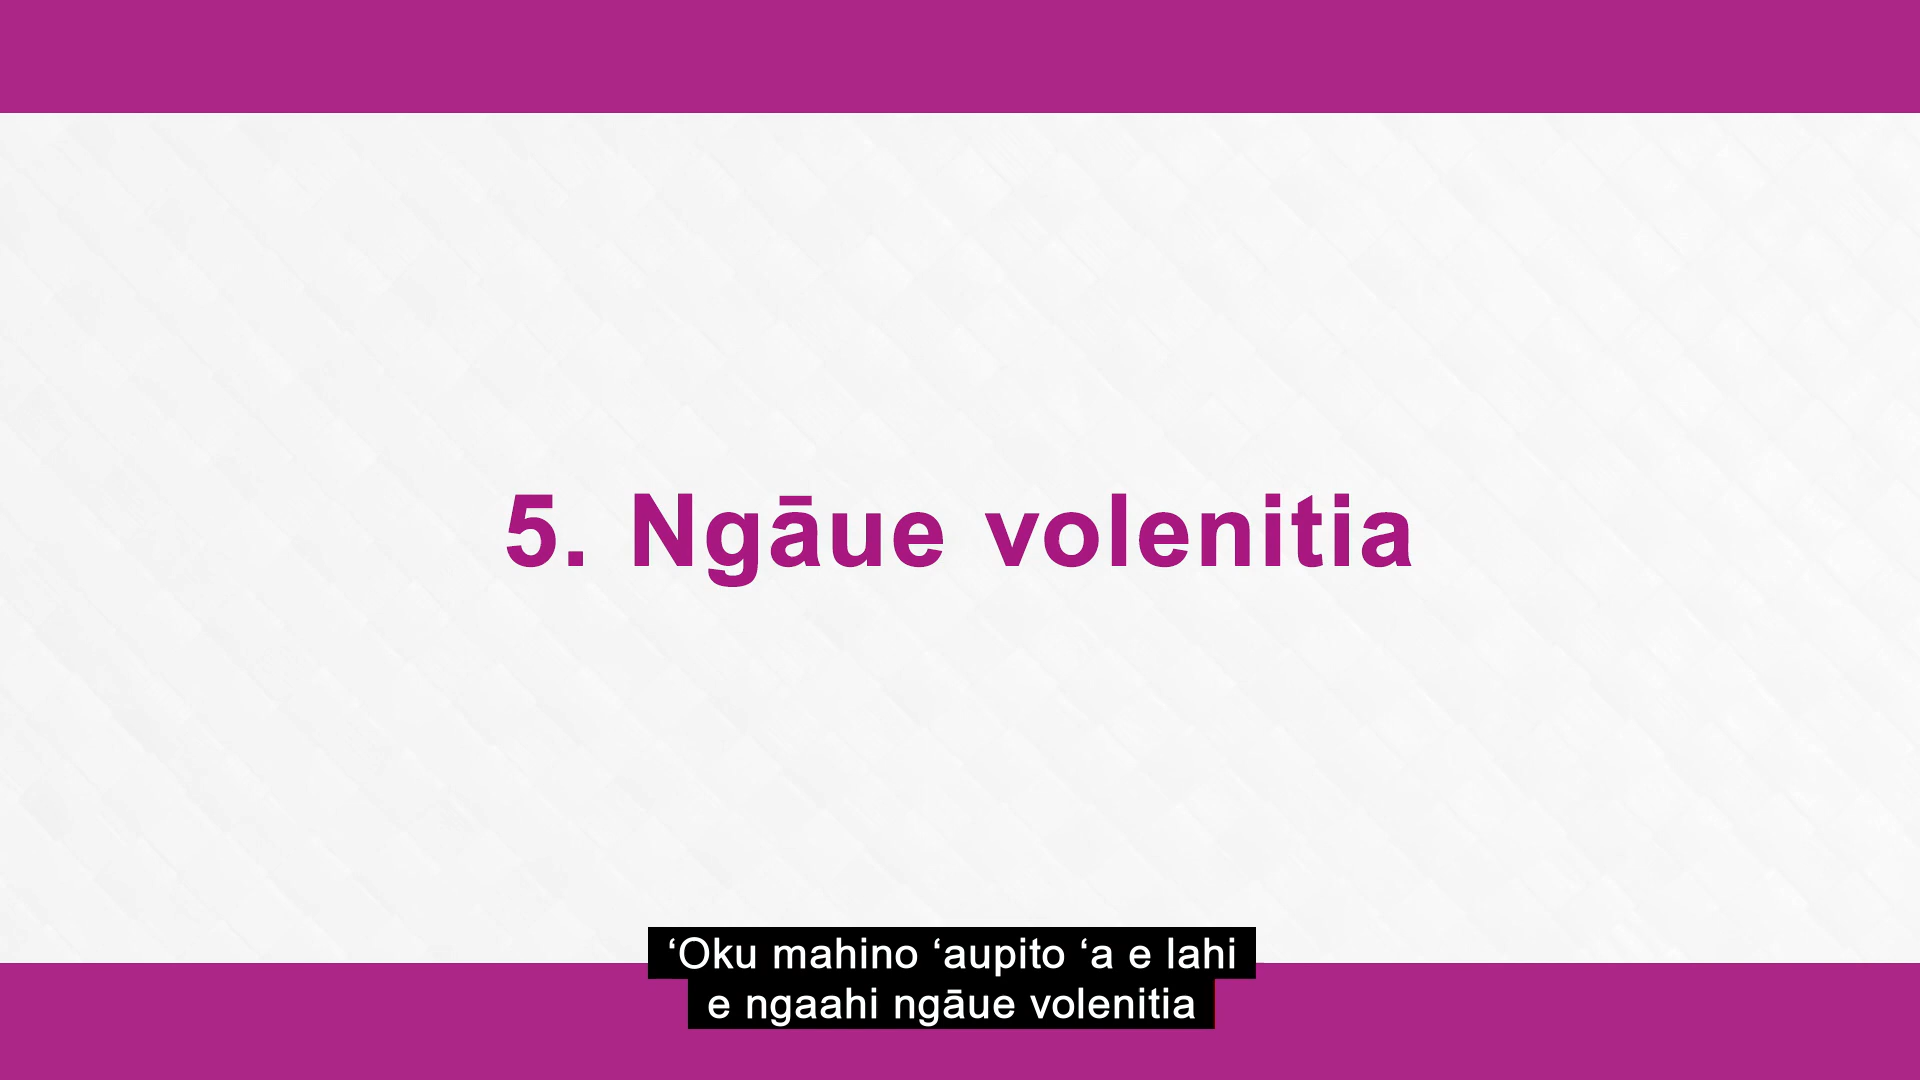 5. Ngāue volenitia
‘Oku mahino ‘aupito ‘a e lahi
e ngaahi ngāue volenitia